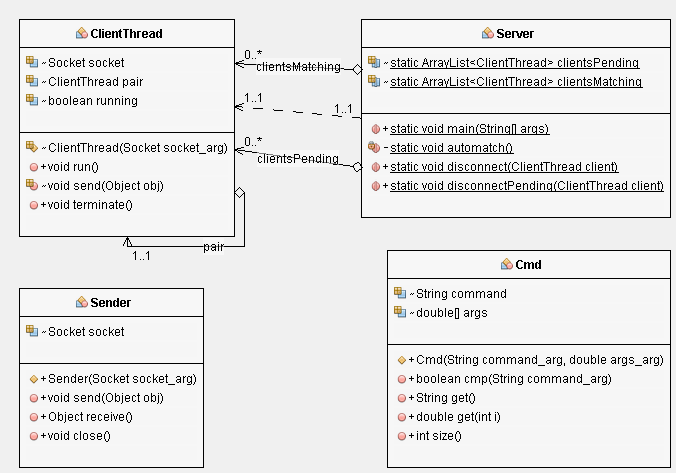 ClientThread
~Socket socket
~ClientThread pair
~boolean running
~ClientThread(Socket socket_arg)
+void run()
~void send(Object obj)
+void terminate()
0..*
clientsMatching
1..1
1..1
0..*
clientsPending
pair
1..1
Server
~static ArrayList<ClientThread> clientsPending
~static ArrayList<ClientThread> clientsMatching
+static void main(String[] args)
-static void automatch()
+static void disconnect(ClientThread client)
+static void disconnectPending(ClientThread client)
Sender
~Socket socket
+Sender(Socket socket_arg)
+void send(Object obj)
+Object receive()
+void close()
Cmd
~String command
~double[] args
+Cmd(String command_arg, double args_arg)
+boolean cmp(String command_arg)
+String get()
+double get(int i)
+int size()